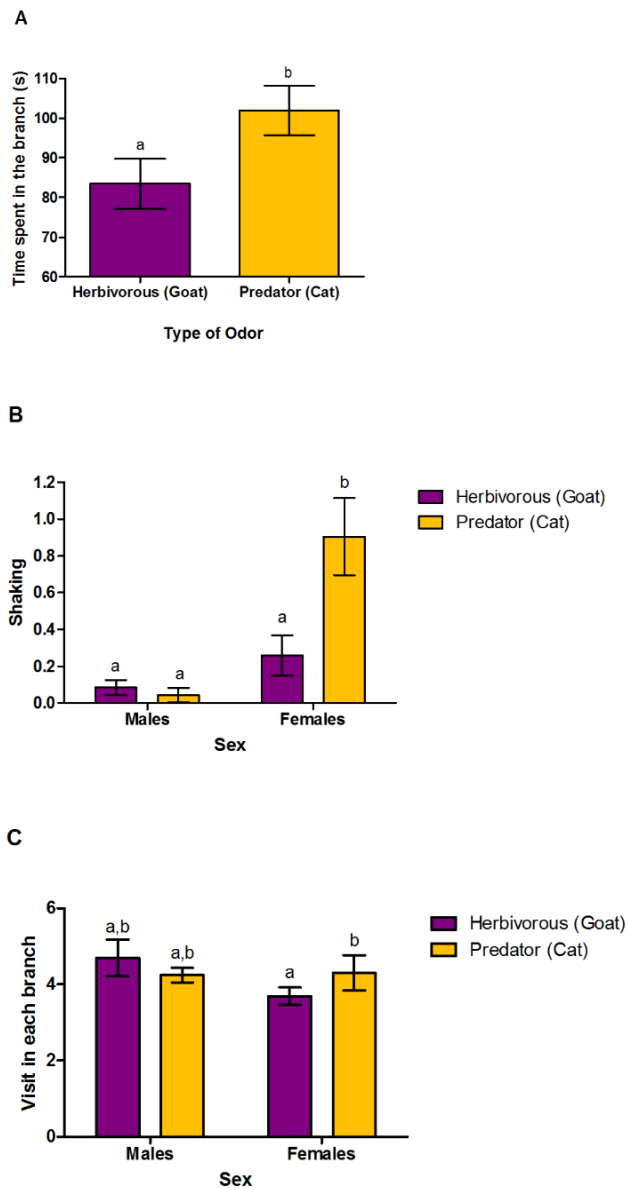 A
Time spent in the branch (s)
110
100
90
80
70
60
a
b
Herbivorous (Goat)
Predator (Cat)
Type of Odor
B
Shaking
1.2
1.0
0.8
0.6
0.4
0.2
0.0
a
a
a
b
Males
Females
Sex
Herbivorous (Goat)
Predator (Cat)
C
Visit in each branch
6
4
2
0
a,b
a,b
a
b
Males
Females
Sex
Herbivorous (Goat)
Predator (Cat)